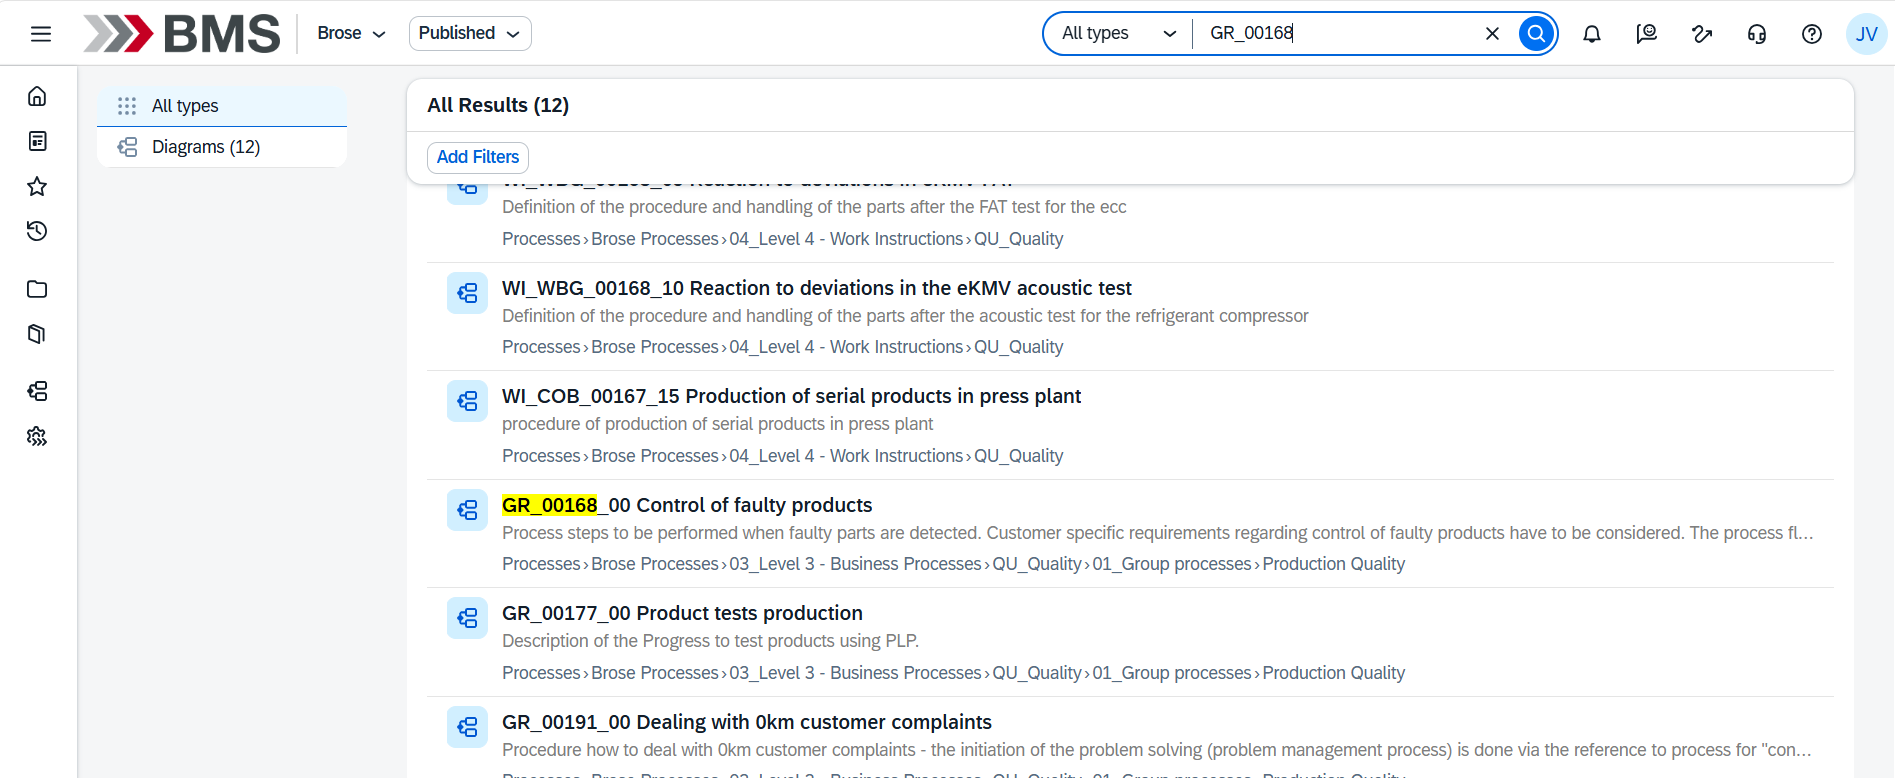 BMS
Brose
Published
All types
GR_00168
JV
All types
Diagrams (12)
All Results (12)
Add Filters
Definition of the procedure and handling of the parts after the FAT test for the ecc
Processes›Brose Processes›04_Level 4 - Work Instructions›QU_Quality
WI_WBG_00168_10 Reaction to deviations in the eKMV acoustic test
Definition of the procedure and handling of the parts after the acoustic test for the refrigerant compressor
Processes›Brose Processes›04_Level 4 - Work Instructions›QU_Quality
WI_COB_00167_15 Production of serial products in press plant
procedure of production of serial products in press plant
Processes›Brose Processes›04_Level 4 - Work Instructions›QU_Quality
GR_00168_00 Control of faulty products
Process steps to be performed when faulty parts are detected. Customer specific requirements regarding control of faulty products have to be considered. The process fl...
Processes›Brose Processes›03_Level 3 - Business Processes›QU_Quality›01_Group processes›Production Quality
GR_00177_00 Product tests production
Description of the Progress to test products using PLP.
Processes›Brose Processes›03_Level 3 - Business Processes›QU_Quality›01_Group processes›Production Quality
GR_00191_00 Dealing with 0km customer complaints
Procedure how to deal with 0km customer complaints - the initiation of the problem solving (problem management process) is done via the reference to process for "con...